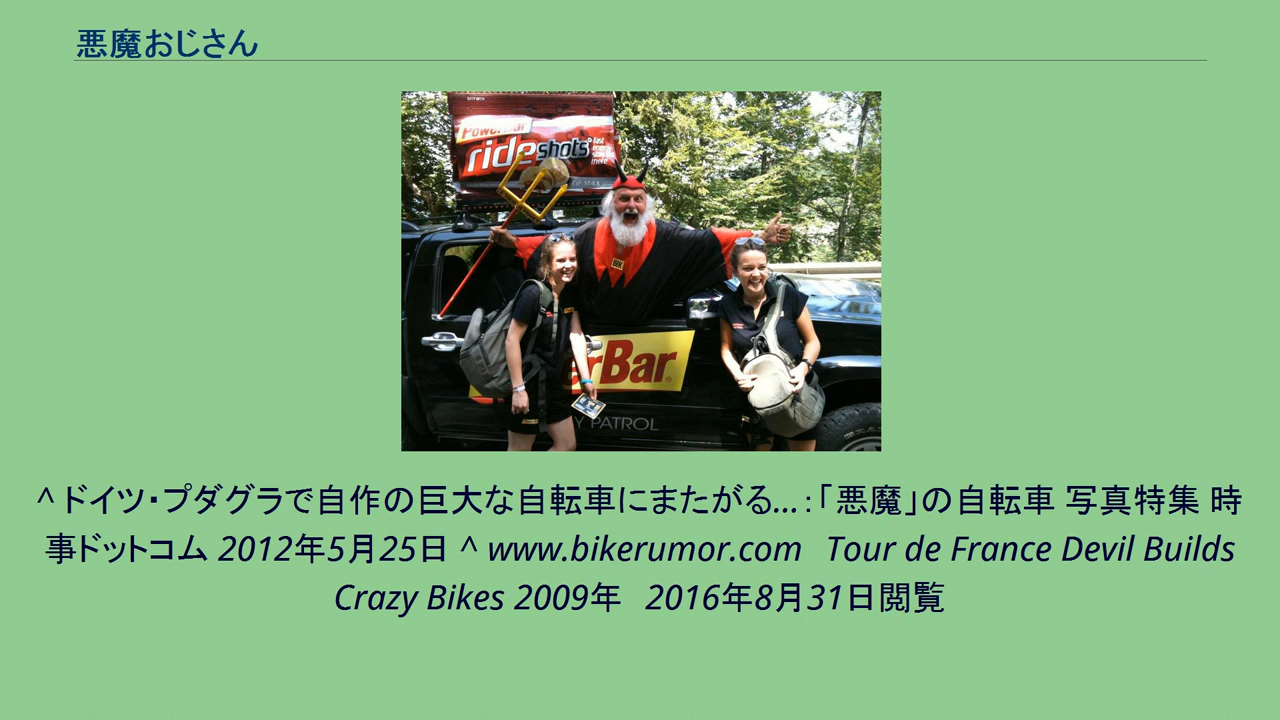 悪魔おじさん
PowerBar
rideshots
erBar
Y PATROL
^ ドイツ・プダグラで自作の巨大な自転車にまたがる…：「悪魔」の自転車 写真特集 時
事ドットコム 2012年5月25日 ^ www.bikerumor.com　Tour de France Devil Builds
Crazy Bikes 2009年　2016年8月31日閲覧